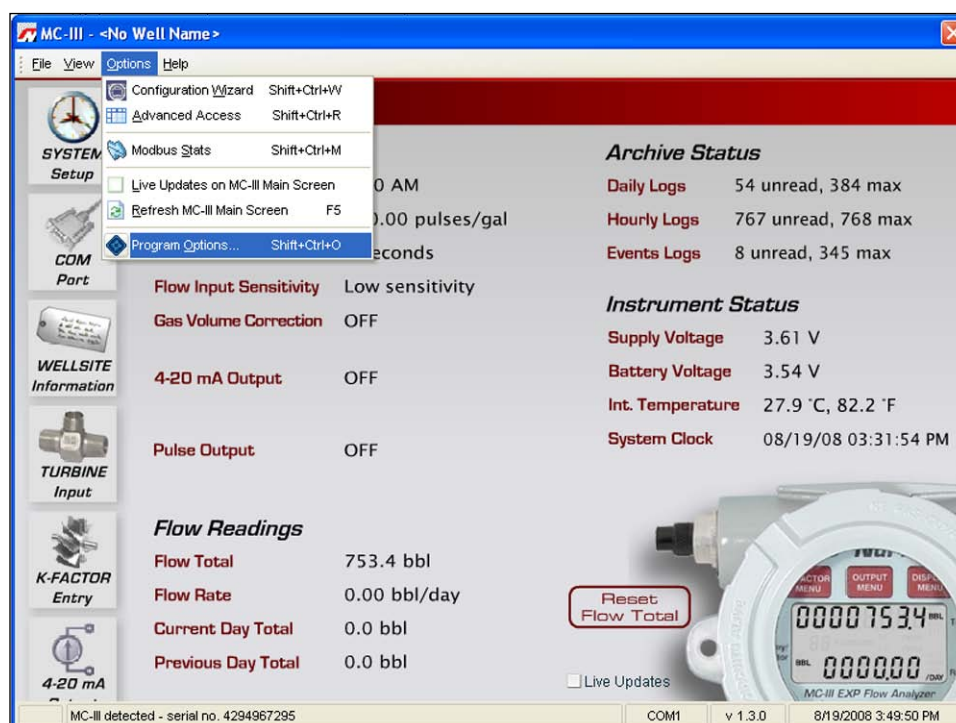 MC-III - <No Well Name>
File View Options Help
Configuration Wizard Shift+Ctrl+W
Advanced Access Shift+Ctrl+R
Modbus Stats Shift+Ctrl+M
Live Updates on MC-III Main Screen
Refresh MC-III Main Screen F5
Program Options... Shift+Ctrl+O
SYSTEM
Setup
COM
Port
WELLSITE
Information
TURBINE
Input
K-FACTOR
Entry
4-20 mA
0 AM
0.00 pulses/gal
econds
Flow Input Sensitivity Low sensitivity
Gas Volume Correction OFF
4-20 mA Output OFF
Pulse Output OFF
Flow Readings
Flow Total 753.4 bbl
Flow Rate 0.00 bbl/day
Current Day Total 0.0 bbl
Previous Day Total 0.0 bbl
Archive Status
Daily Logs 54 unread, 384 max
Hourly Logs 767 unread, 768 max
Events Logs 8 unread, 345 max
Instrument Status
Supply Voltage 3.61 V
Battery Voltage 3.54 V
Int. Temperature 27.9 °C, 82.2 °F
System Clock 08/19/08 03:31:54 PM
Reset
Flow Total
Live Updates
MENU
OUTPUT
MENU
MENU
0000753.4 BBL
BBL 0000.00 /DAY
MC-III EXP Flow Analyzer
MC-III detected - serial no. 4294967295 COM1 v 1.3.0 8/19/2008 3:49:50 PM